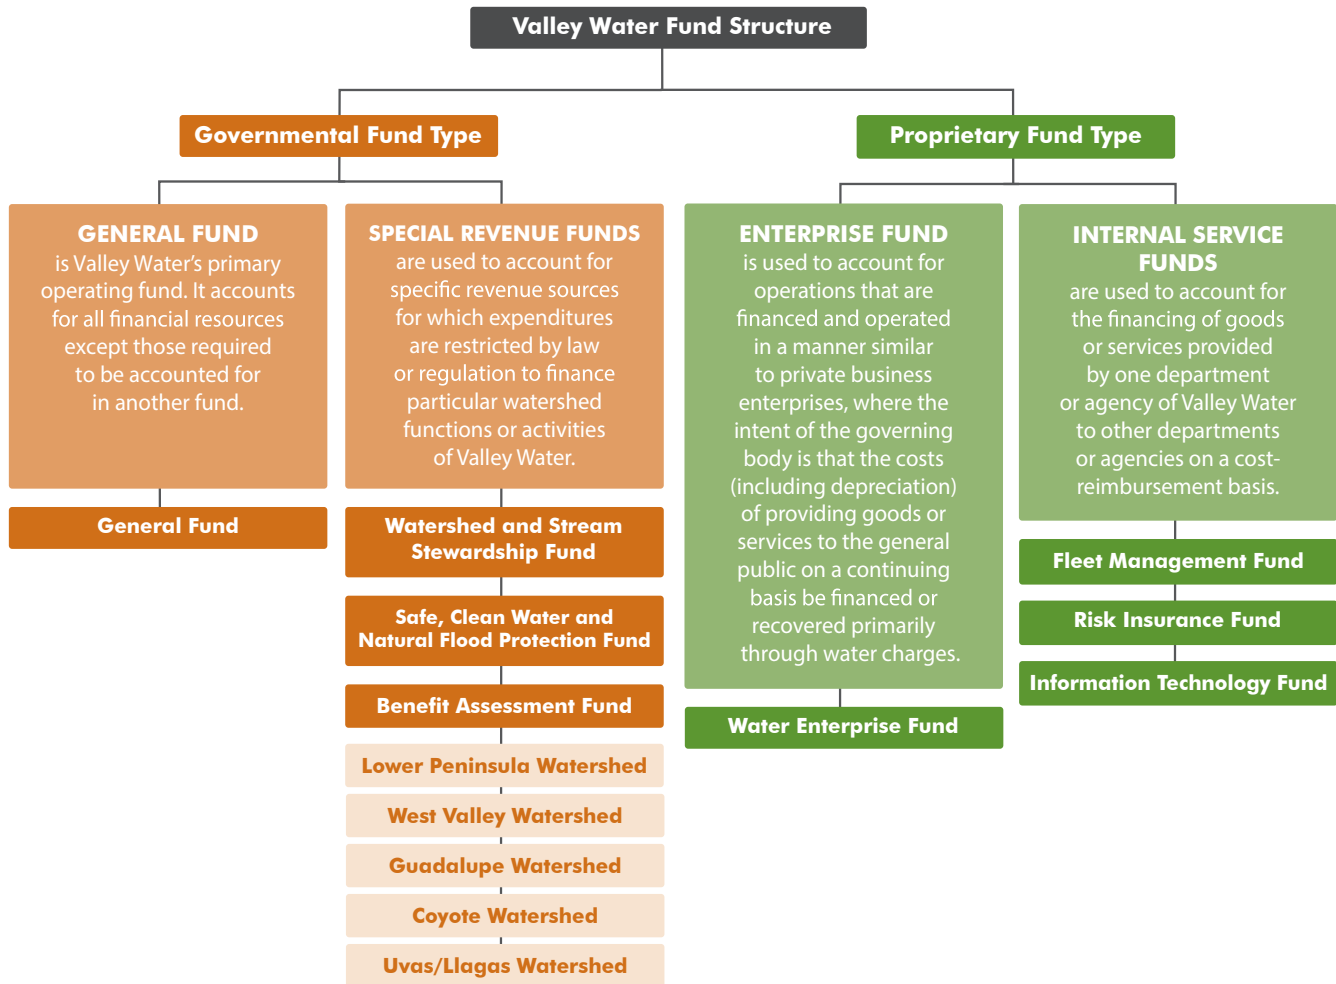 Valley Water Fund Structure
Governmental Fund Type
Proprietary Fund Type
GENERAL FUND
is Valley Water’s primary
operating fund. It accounts
for all financial resources
except those required
to be accounted for
in another fund.
General Fund
SPECIAL REVENUE FUNDS
are used to account for
specific revenue sources
for which expenditures
are restricted by law
or regulation to finance
particular watershed
functions or activities
of Valley Water.
Watershed and Stream
Stewardship Fund
Safe, Clean Water and
Natural Flood Protection Fund
Benefit Assessment Fund
Lower Peninsula Watershed
West Valley Watershed
Guadalupe Watershed
Coyote Watershed
Uvas/Llagas Watershed
ENTERPRISE FUND
is used to account for
operations that are
financed and operated
in a manner similar
to private business
enterprises, where the
intent of the governing
body is that the costs
(including depreciation)
of providing goods or
services to the general
public on a continuing
basis be financed or
recovered primarily
through water charges.
Water Enterprise Fund
INTERNAL SERVICE
FUNDS
are used to account for
the financing of goods
or services provided
by one department
or agency of Valley Water
to other departments
or agencies on a cost-
reimbursement basis.
Fleet Management Fund
Risk Insurance Fund
Information Technology Fund